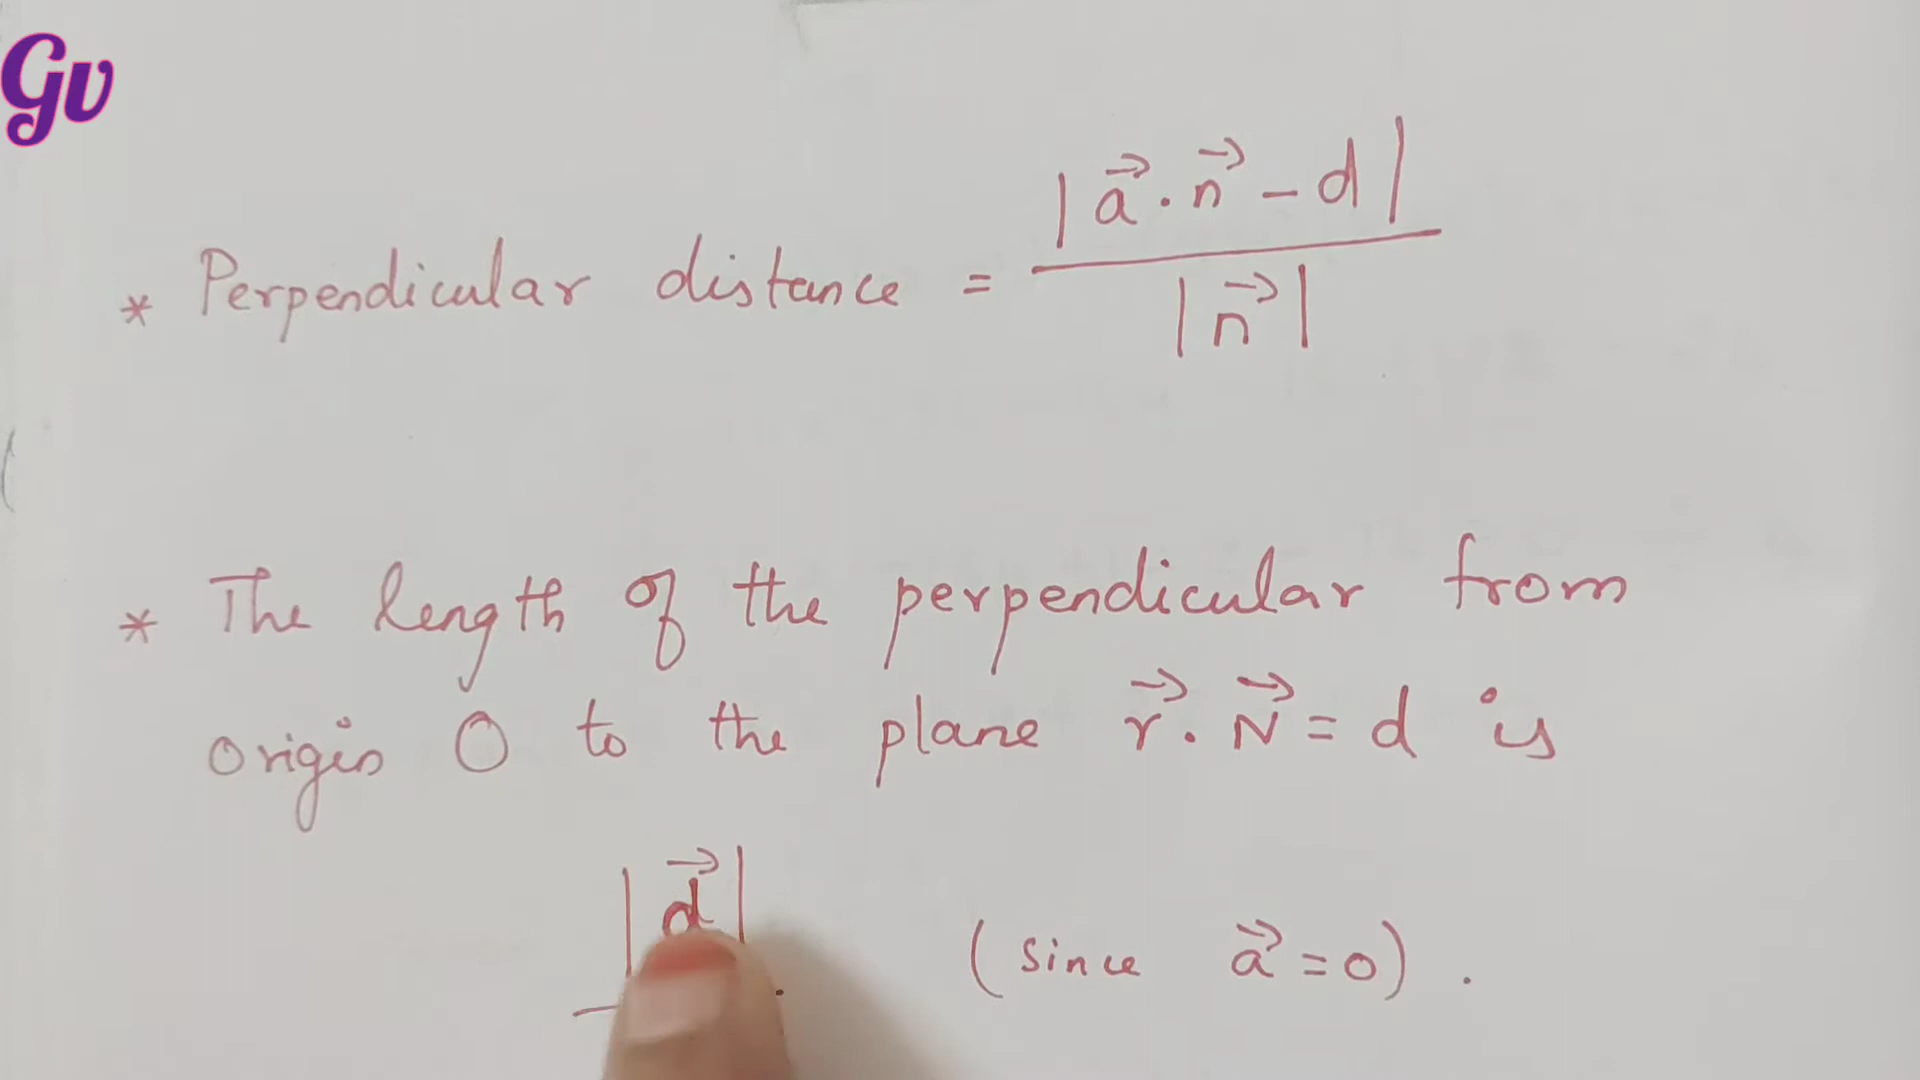 Gv
|a⃗ . n⃗ - d|
* Perpendicular distance = ―――――
|n⃗|
* The length of the perpendicular from
origin O to the plane r⃗ . N⃗ = d is
|d⃗| (since a⃗ = 0) .